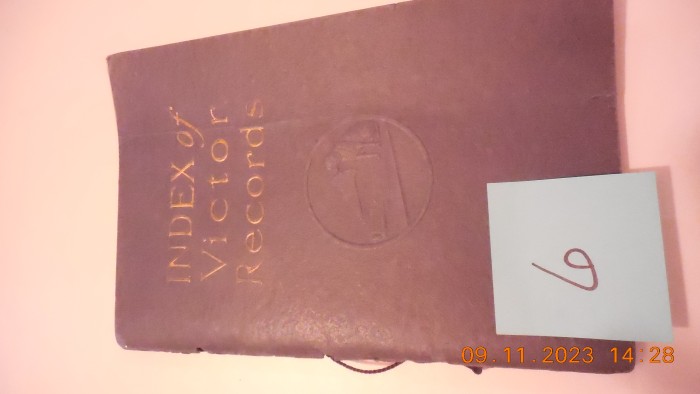 INDEX of
Victor
Records
6
09.11.2023 14:28